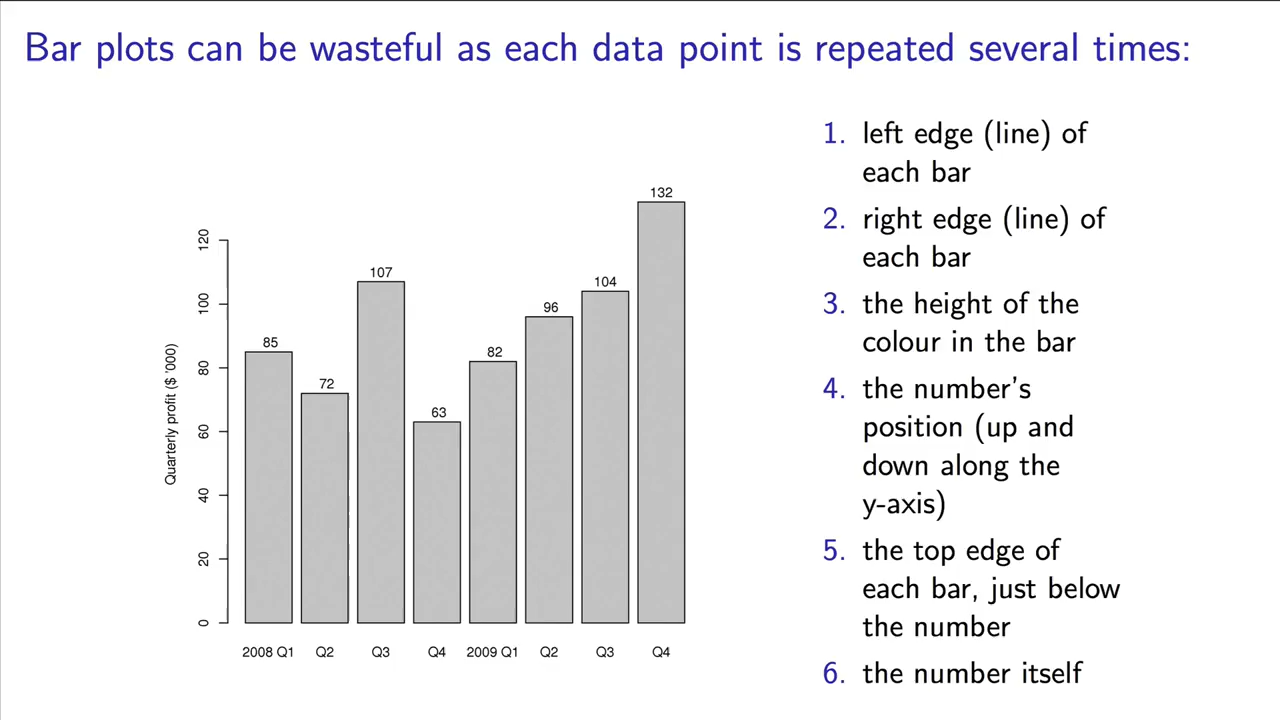 Bar plots can be wasteful as each data point is repeated several times:
1. left edge (line) of
each bar
2. right edge (line) of
each bar
3. the height of the
colour in the bar
4. the number's
position (up and
down along the
y-axis)
5. the top edge of
each bar, just below
the number
6. the number itself
Quarterly profit ($ '000)
120
100
80
60
40
20
0
85
72
107
63
82
96
104
132
2008 Q1 Q2 Q3 Q4 2009 Q1 Q2 Q3 Q4